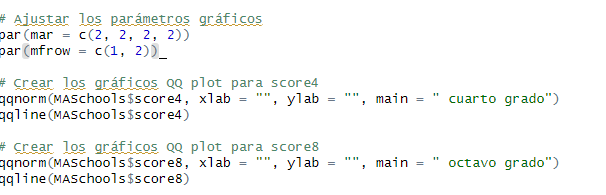 # Ajustar los parámetros gráficos
par(mar = c(2, 2, 2, 2))
par(mfrow = c(1, 2))
# Crear los gráficos QQ plot para score4
qqnorm(MASchools$score4, xlab = "", ylab = "", main = " cuarto grado")
qqline(MASchools$score4)
# Crear los gráficos QQ plot para score8
qqnorm(MASchools$score8, xlab = "", ylab = "", main = " octavo grado")
qqline(MASchools$score8)